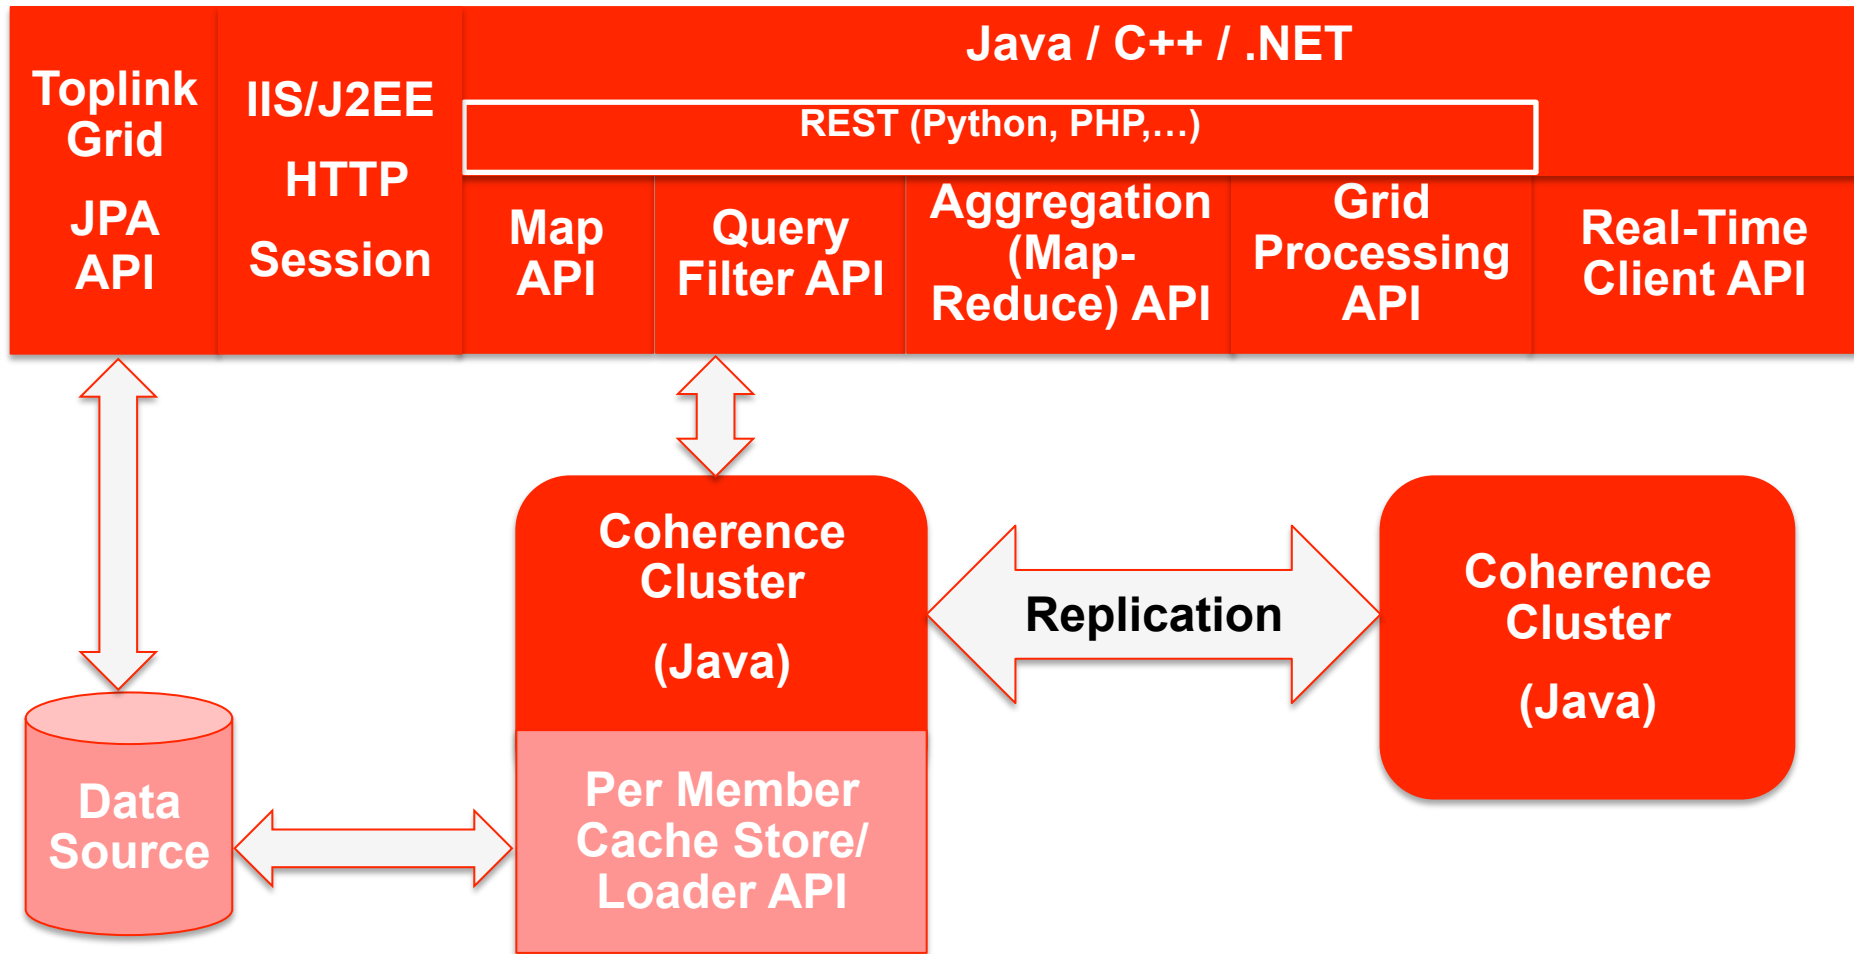 Toplink
Grid
JPA
API
IIS/J2EE
HTTP
Session
Java / C++ / .NET
REST (Python, PHP,…)
Map
API
Query
Filter API
Aggregation
(Map-
Reduce) API
Grid
Processing
API
Real-Time
Client API
Coherence
Cluster
(Java)
Replication
Coherence
Cluster
(Java)
Data
Source
Per Member
Cache Store/
Loader API